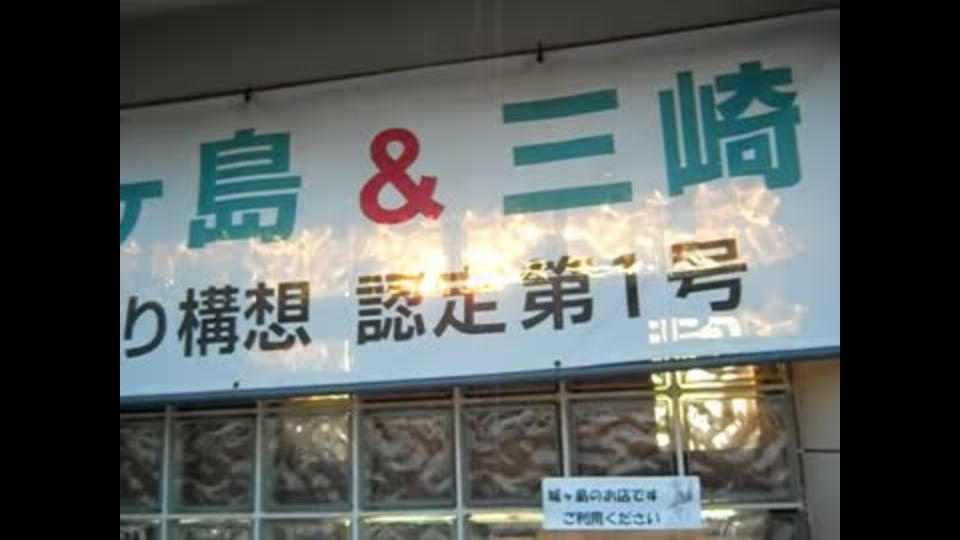 ヶ島&三崎
り構想 認定第1号
城ヶ島のお店です
ご利用ください